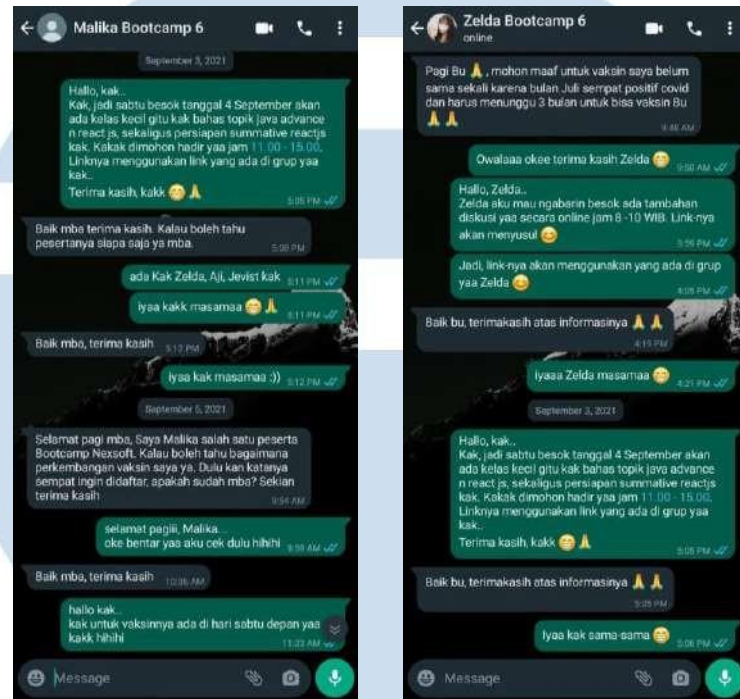 Malika Bootcamp 6
September 3, 2021
Hallo, kak..
Kak, jadi sabtu besok tanggal 4 September akan
ada kelas kecil gitu kak bahas topik java advance
n react js, sekaligus persiapan summative reactjs
kak. Kakak dimohon hadir yaa jam 11.00 - 15.00.
Linknya menggunakan link yang ada di grup yaa
kak..
Terima kasih, kakk 😁🙏
5:05 PM
Baik mba terima kasih. Kalau boleh tahu
pesertanya siapa saja ya mba.
5:08 PM
ada Kak Zelda, Aji, Jevist kak 5:11 PM
iyaa kakk masamaa 😁🙏 5:11 PM
Baik mba, terima kasih 5:12 PM
iyaa kak masamaa :)) 5:12 PM
September 5, 2021
Selamat pagi mba, Saya Malika salah satu peserta
Bootcamp Nexsoft. Kalau boleh tahu bagaimana
perkembangan vaksin saya ya. Dulu kan katanya
sempat ingin didaftar, apakah sudah mba? Sekian
terima kasih
9:54 AM
selamat pagiii, Malika...
oke bentar yaa aku cek dulu hihihi 9:59 AM
Baik mba, terima kasih
hallo kak..
kak untuk vaksinnya ada di hari sabtu depan yaa
kakk hihihi
11:33 AM
Message
Zelda Bootcamp 6
online
Pagi Bu 🙏 , mohon maaf untuk vaksin saya belum
sama sekali karena bulan Juli sempat positif covid
dan harus menunggu 3 bulan untuk bisa vaksin Bu
🙏 🙏
9:48 AM
Owalaaa okee terima kasih Zelda 😁 9:50 AM
Hallo, Zelda..
Zelda aku mau ngabarin besok ada tambahan
diskusi yaa secara online jam 8 -10 WIB. Link-nya
akan menyusul 😊
3:59 PM
Jadi, link-nya akan menggunakan yang ada di grup
yaa Zelda 😊
4:05 PM
Baik bu, terimakasih atas informasinya 🙏 🙏
4:19 PM
iyaaa Zelda masamaa 😁 4:21 PM
September 3, 2021
Hallo, kak..
Kak, jadi sabtu besok tanggal 4 September akan
ada kelas kecil gitu kak bahas topik java advance
n react js, sekaligus persiapan summative reactjs
kak. Kakak dimohon hadir yaa jam 11.00 - 15.00.
Linknya menggunakan link yang ada di grup yaa
kak..
Terima kasih, kakk 😁🙏
5:05 PM
Baik bu, terimakasih atas informasinya 🙏 🙏
5:05 PM
Iyaa kak sama-sama 😁 5:06 PM
Message